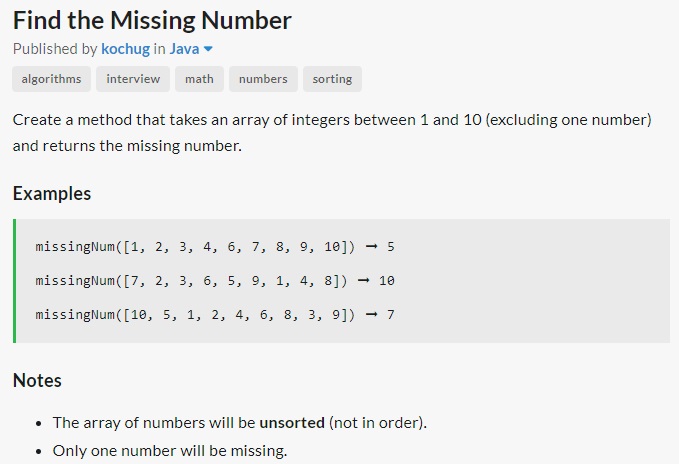 Find the Missing Number
Published by kochug in Java
algorithms interview math numbers sorting
Create a method that takes an array of integers between 1 and 10 (excluding one number)
and returns the missing number.
Examples
missingNum([1, 2, 3, 4, 6, 7, 8, 9, 10]) → 5
missingNum([7, 2, 3, 6, 5, 9, 1, 4, 8]) → 10
missingNum([10, 5, 1, 2, 4, 6, 8, 3, 9]) → 7
Notes
• The array of numbers will be unsorted (not in order).
• Only one number will be missing.